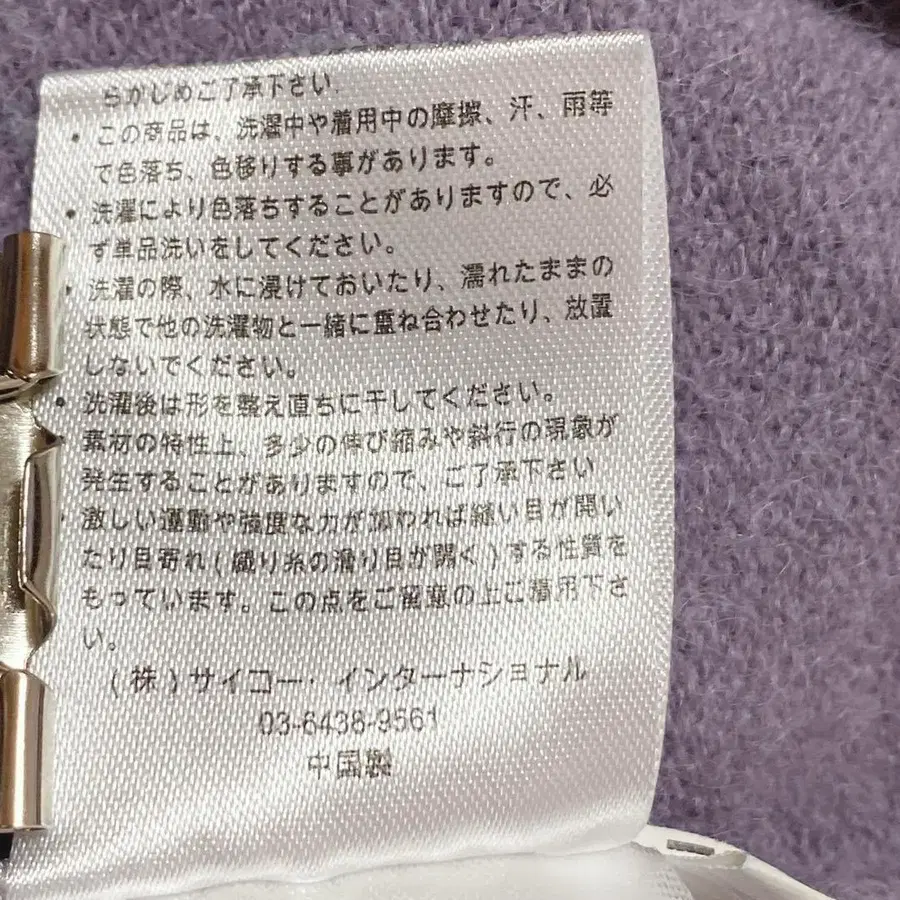 らかじめご了承下さい.
・この商品は、洗濯中や着用中の摩擦、汗、雨等
で色落ち、色移りする事があります。
・洗濯により色落ちすることがありますので、必
ず単品洗いをしてください。
・洗濯の際、水に浸けておいたり、濡れたままの
状態で他の洗濯物と一緒に重ね合わせたり、放置
しないでください。
・洗濯後は形を整え直ちに干してください。
素材の特性上、多少の伸び縮みや斜行の現象が
発生することがありますので、ご了承下さい
・激しい運動や強度な力が加われば縫い目が開い
たり目寄れ(織り糸の滑り目が開く)する性質を
もっています。この点をご留意の上ご着用下さ
い。
(株)サイコー・インターナショナル
03-6438-9561
中国製